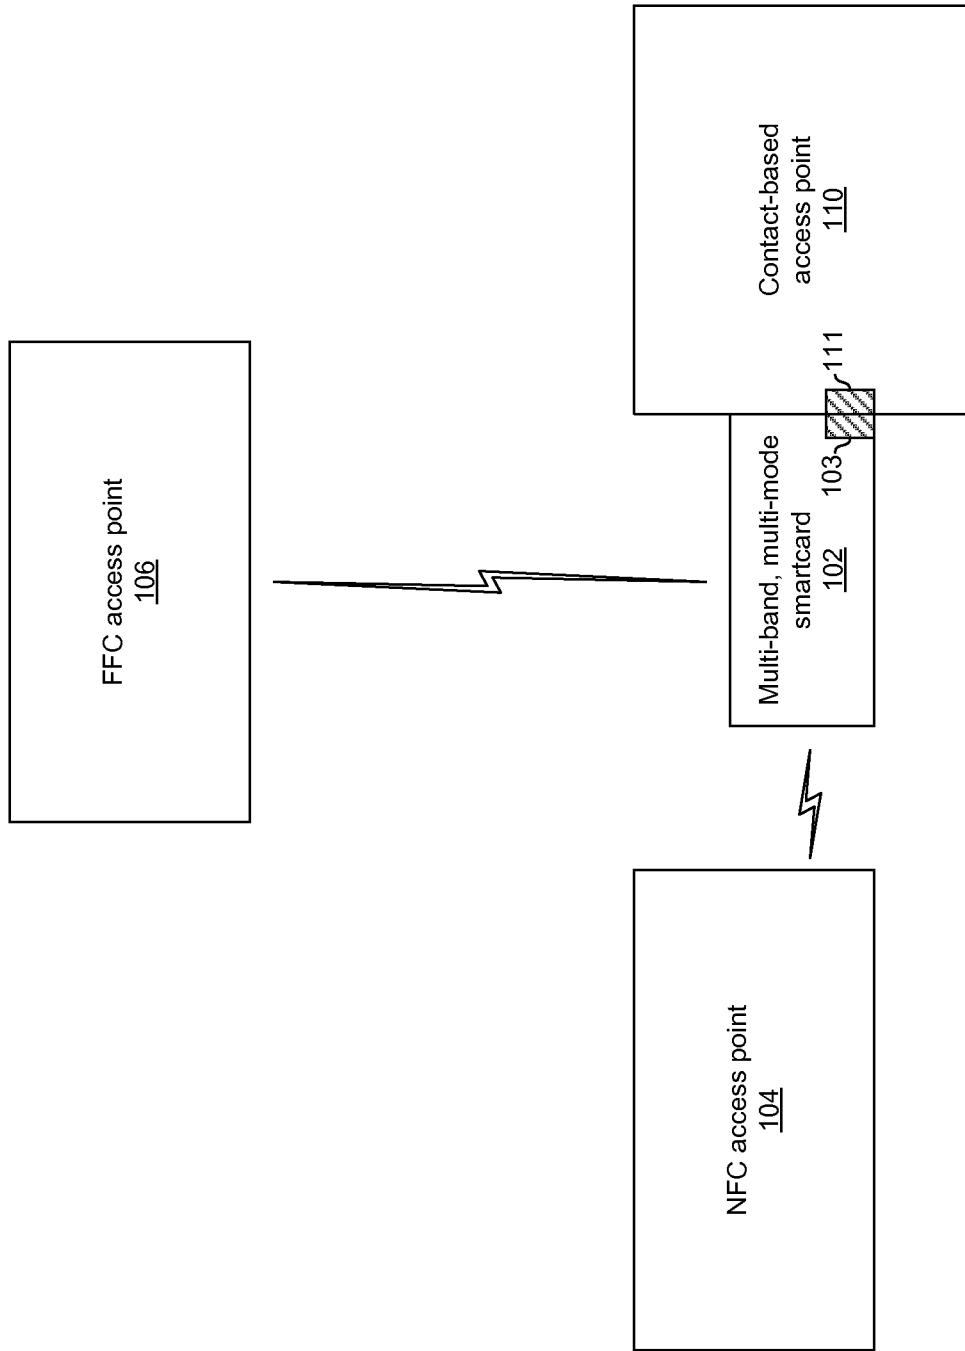 FFC access point
106
NFC access point
104
Multi-band, multi-mode
smartcard
102
103
111
Contact-based
access point
110